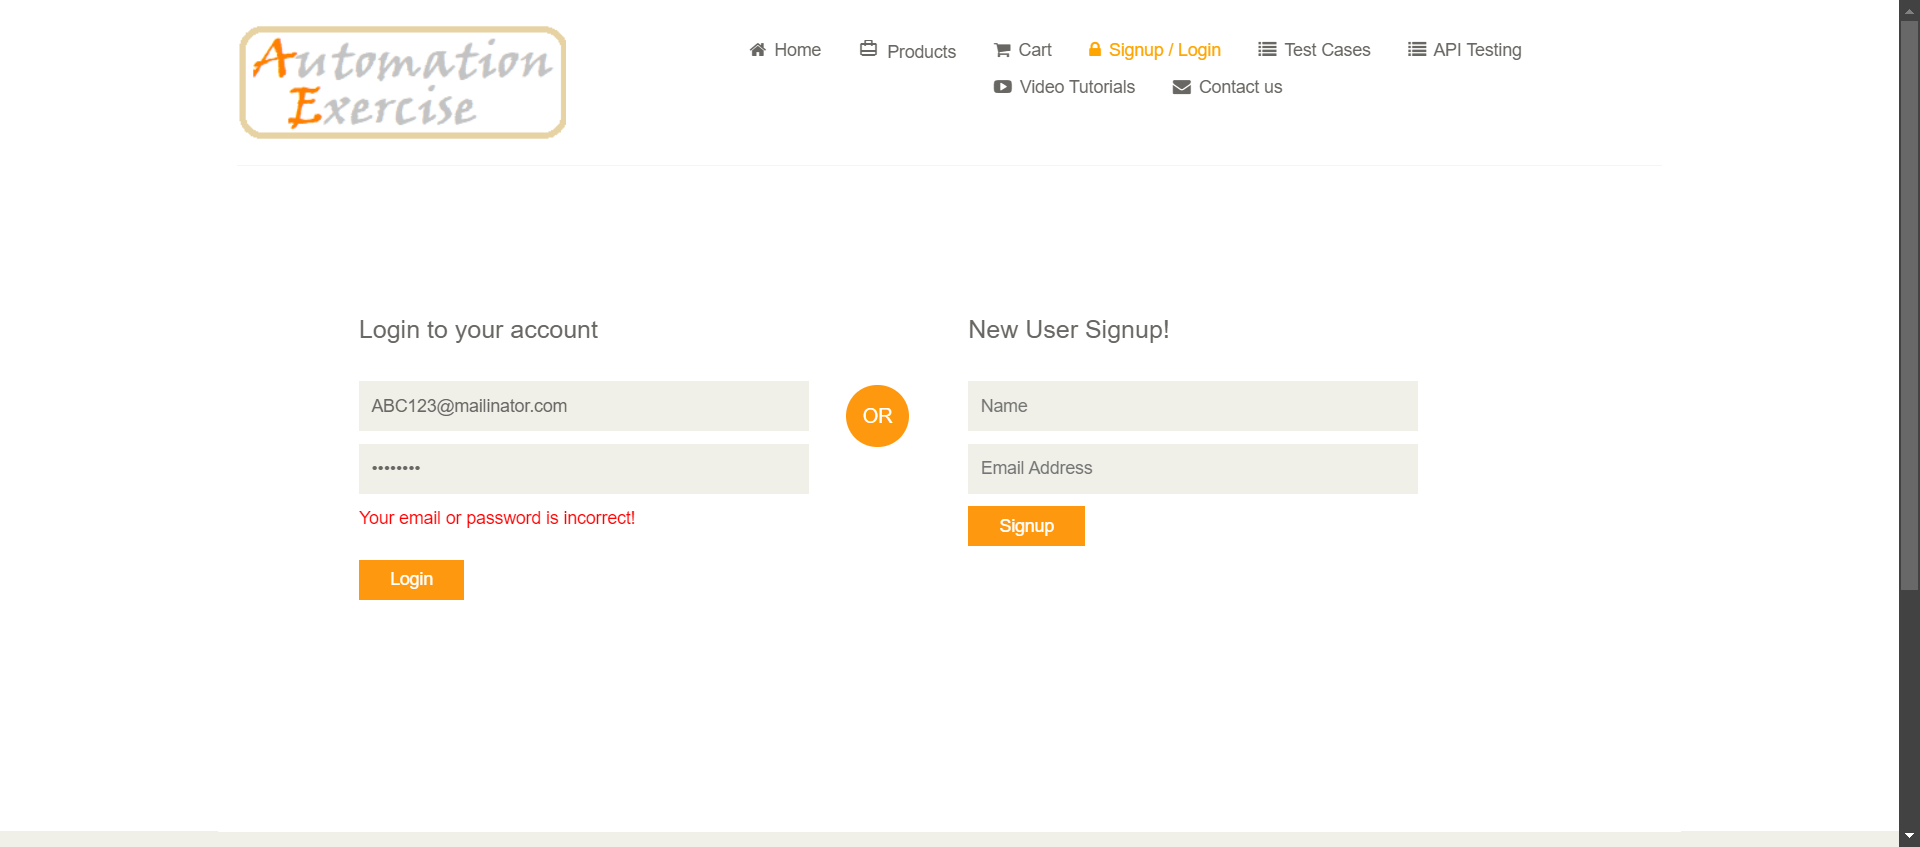 Automation
Exercise
Home
Products
Cart
Signup / Login
Test Cases
API Testing
Video Tutorials
Contact us
Login to your account
ABC123@mailinator.com
••••••••
Your email or password is incorrect!
Login
OR
New User Signup!
Name
Email Address
Signup